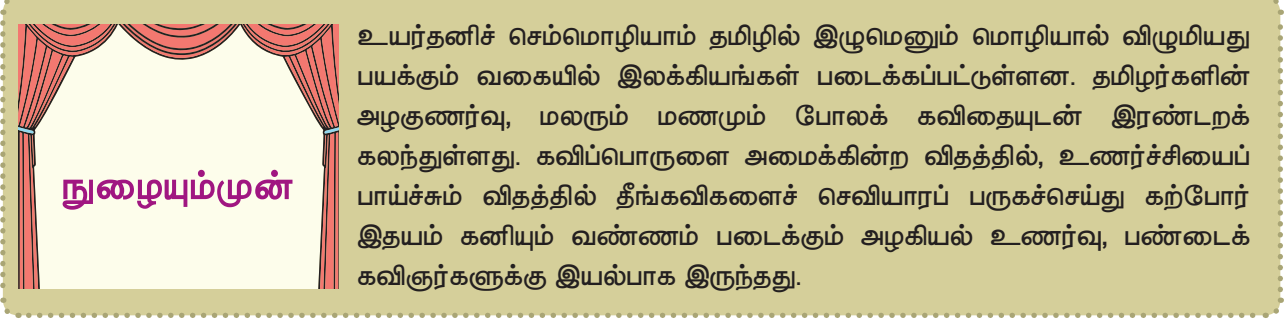 நுழையும்முன்
உயர்தனிச் செம்மொழியாம் தமிழில் இழுமெனும் மொழியால் விழுமியது
பயக்கும் வகையில் இலக்கியங்கள் படைக்கப்பட்டுள்ளன. தமிழர்களின்
அழகுணர்வு, மலரும் மணமும் போலக் கவிதையுடன் இரண்டறக்
கலந்துள்ளது. கவிப்பொருளை அமைக்கின்ற விதத்தில், உணர்ச்சியைப்
பாய்ச்சும் விதத்தில் தீங்கவிகளைச் செவியாரப் பருகச்செய்து கற்போர்
இதயம் கனியும் வண்ணம் படைக்கும் அழகியல் உணர்வு, பண்டைக்
கவிஞர்களுக்கு இயல்பாக இருந்தது.